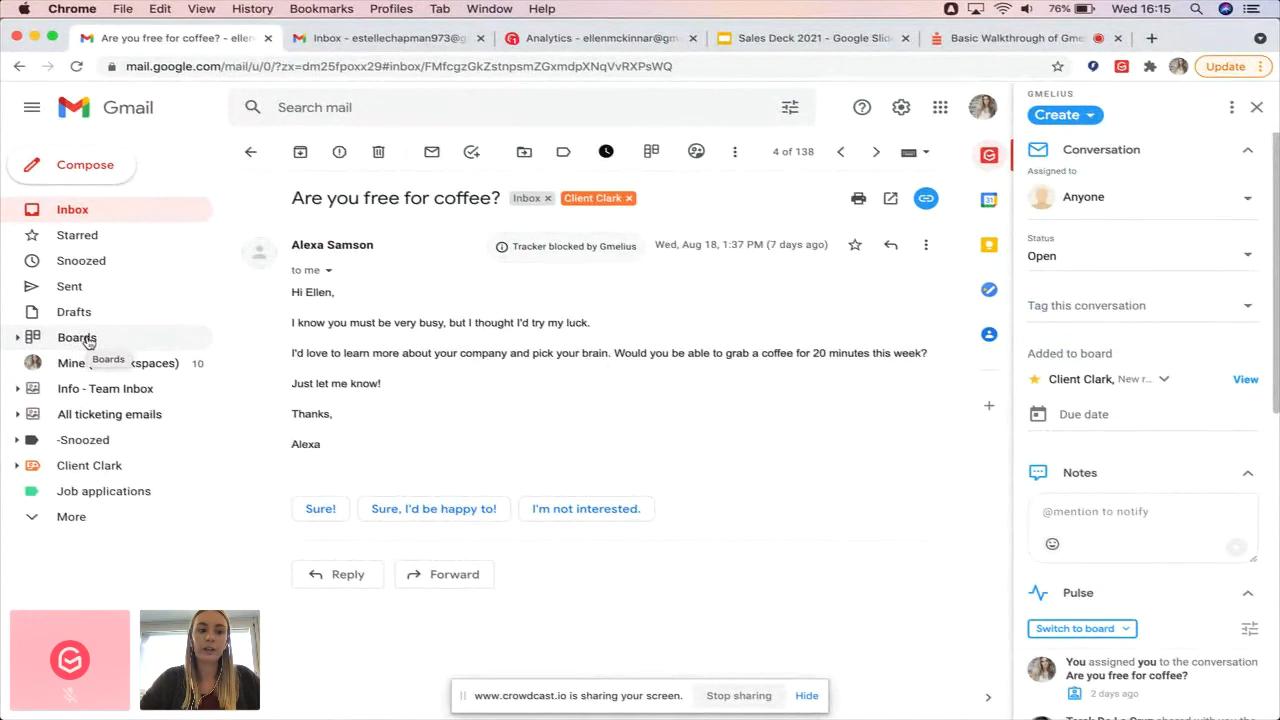 Chrome File Edit View History Bookmarks Profiles Tab Window Help 76% Wed 16:15
Are you free for coffee? - ellen
Inbox - estellechapman973@g
Analytics - ellenmckinnar@gm
Sales Deck 2021 - Google Slide
Basic Walkthrough of Gme
mail.google.com/mail/u/0/?zx=dm25fpoxx29#inbox/FMfcgzGkZstnpsmZGxmdpXNqVvRXPsWQ
Update
Gmail
Search mail
GMELIUS
Create
Compose
4 of 138
Inbox
Starred
Snoozed
Sent
Drafts
Boards
Boards
Mine kspaces) 10
Info - Team Inbox
All ticketing emails
-Snoozed
Client Clark
Job applications
More
Are you free for coffee?
Inbox ×
Client Clark ×
Alexa Samson
Tracker blocked by Gmelius
Wed, Aug 18, 1:37 PM (7 days ago)
to me
Hi Ellen,
I know you must be very busy, but I thought I'd try my luck.
I'd love to learn more about your company and pick your brain. Would you be able to grab a coffee for 20 minutes this week?
Just let me know!
Thanks,
Alexa
Sure!
Sure, I'd be happy to!
I'm not interested.
Reply
Forward
31
Conversation
Assigned to
Anyone
Status
Open
Tag this conversation
Added to board
Client Clark, New r...
View
Due date
Notes
@mention to notify
Pulse
Switch to board
You assigned you to the conversation
Are you free for coffee?
2 days ago
www.crowdcast.io is sharing your screen.
Stop sharing
Hide